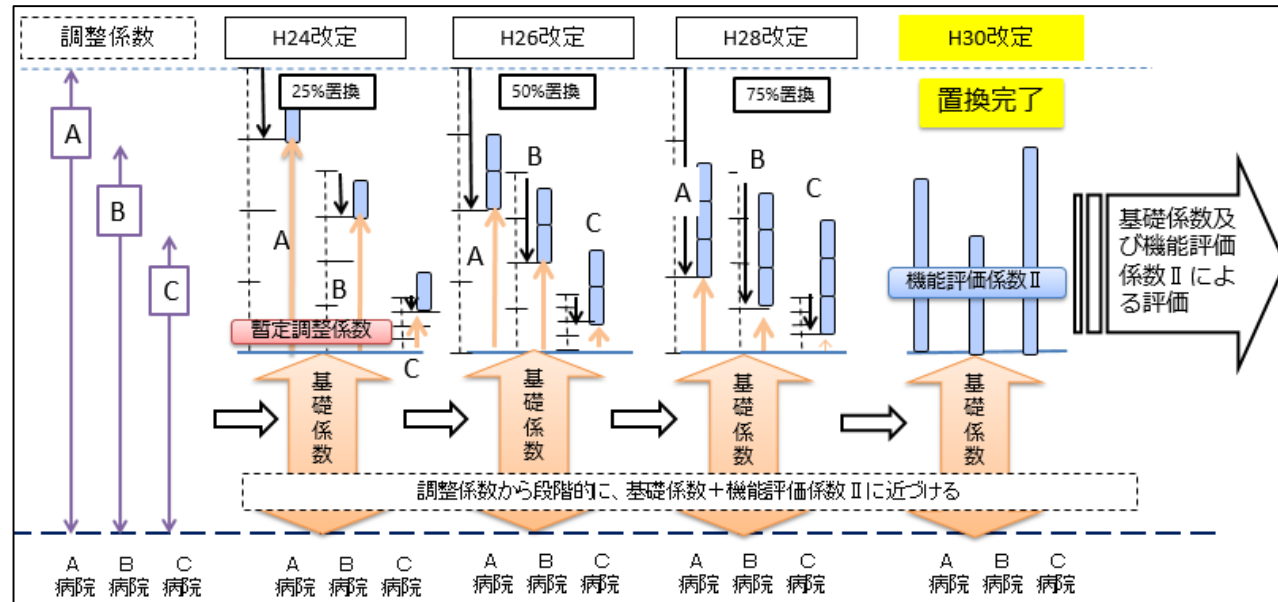 調整係数
H24改定
H26改定
H28改定
H30改定
25%置換
50%置換
75%置換
置換完了
A
B
C
A
B
C
A
B
C
A
B
C
暫定調整係数
機能評価係数Ⅱ
基礎係数及
び機能評価
係数Ⅱによ
る評価
基礎係数
基礎係数
基礎係数
基礎係数
調整係数から段階的に、基礎係数+機能評価係数Ⅱに近づける
A
病院
B
病院
C
病院
A
病院
B
病院
C
病院
A
病院
B
病院
C
病院
A
病院
B
病院
C
病院
A
病院
B
病院
C
病院